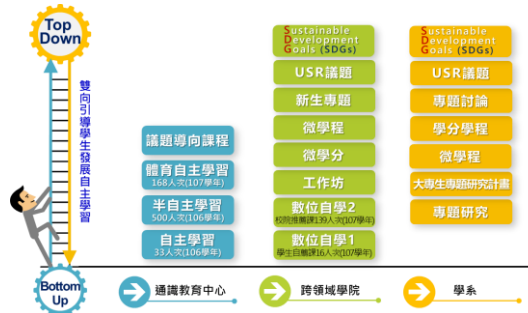 Top
Down
雙向引導學生發展自主學習
Bottom
Up
議題導向課程
體育自主學習
168人次(107學年)
半自主學習
500人次(106學年)
自主學習
33人次(106學年)
通識教育中心
Sustainable
Development
Goals (SDGs)
USR議題
新生專題
微學程
微學分
工作坊
數位自學2
校院推薦課139人次(107學年)
數位自學1
學生自薦課16人次(107學年)
跨領域學院
Sustainable
Development
Goals (SDGs)
USR議題
專題討論
學分學程
微學程
大專生專題研究計畫
專題研究
學系